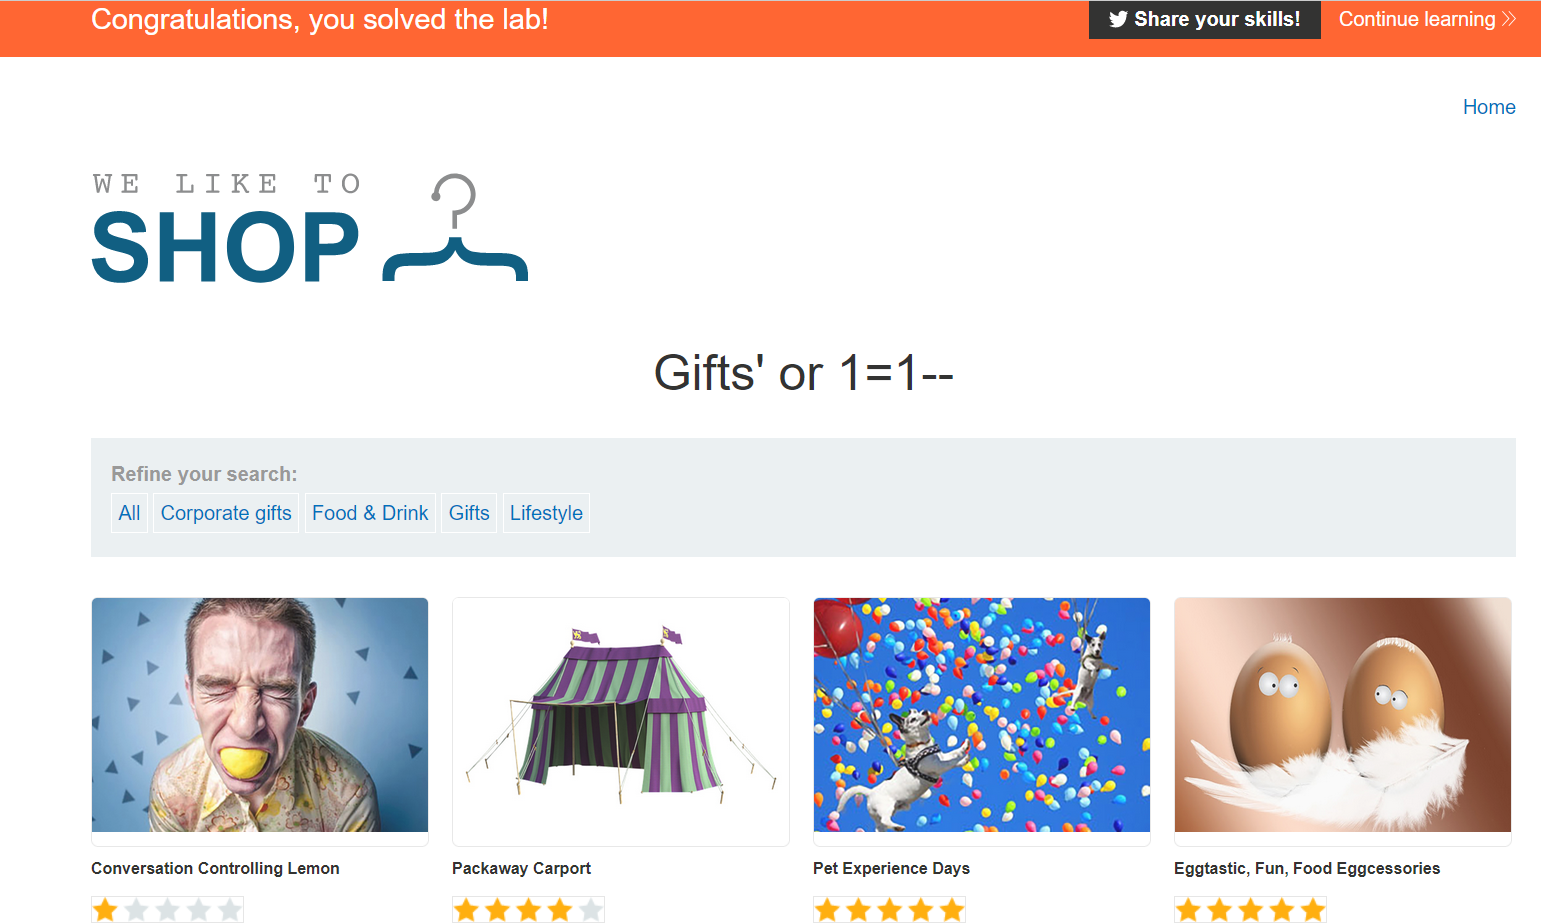 Congratulations, you solved the lab!
Share your skills!
Continue learning
Home
WE LIKE TO
SHOP
Gifts' or 1=1--
Refine your search:
All Corporate gifts Food & Drink Gifts Lifestyle
Conversation Controlling Lemon
Packaway Carport
Pet Experience Days
Eggtastic, Fun, Food Eggcessories